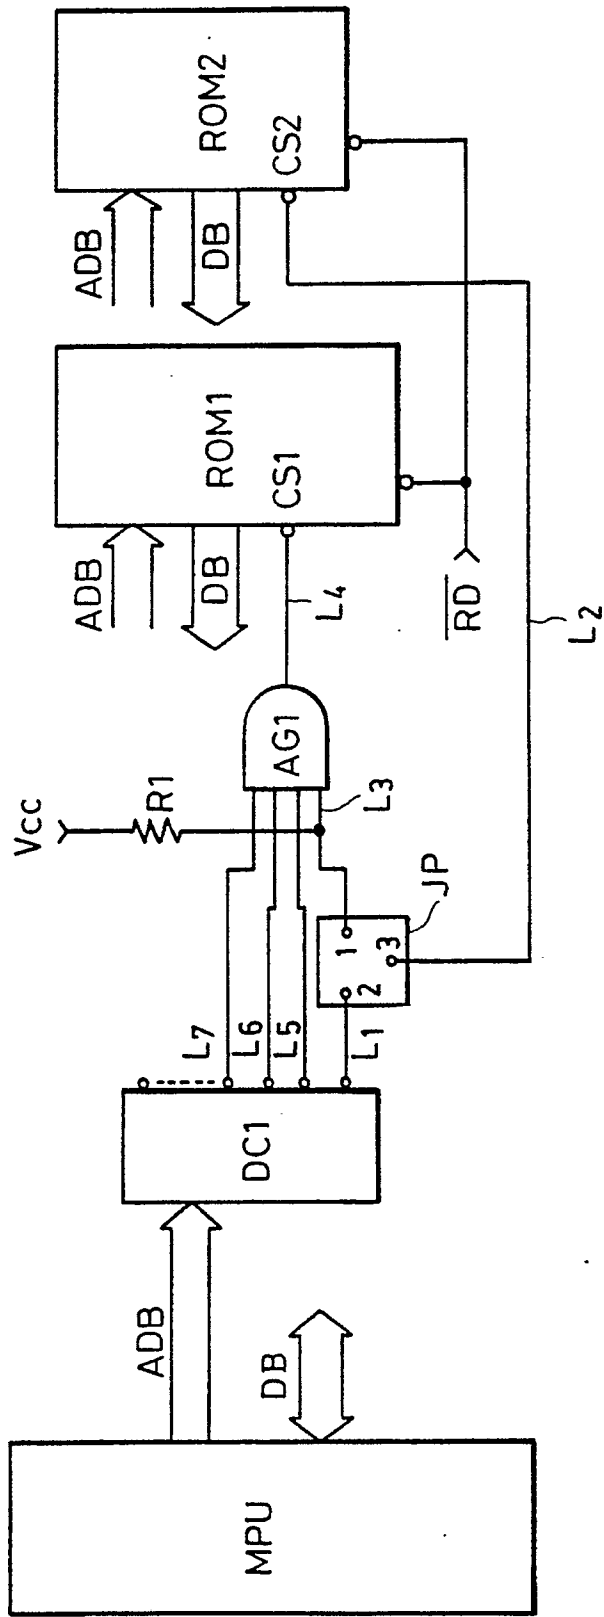 MPU
ADB
DB
DC1
L7
L6
L5
L1
JP
1
2
3
VCC
R1
L3
AG1
L4
ADB
DB
ROM1
CS1
RD
L2
ADB
DB
ROM2
CS2